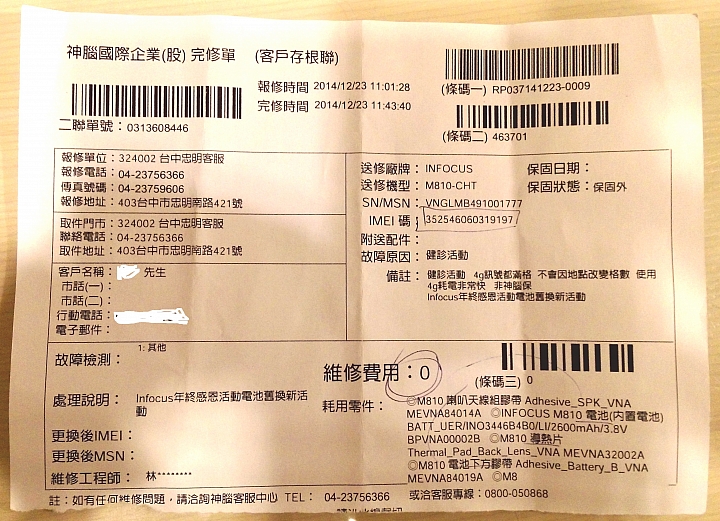 神腦國際企業(股) 完修單 (客戶存根聯)
報修時間 2014/12/23 11:01:28
完修時間 2014/12/23 11:43:40
(條碼一) RP037141223-0009
二聯單號：0313608446
(條碼二) 463701
報修單位：324002 台中忠明客服
報修電話：04-23756366
傳真號碼：04-23759606
報修地址：403台中市忠明南路421號
取件門市：324002 台中忠明客服
聯絡電話：04-23756366
取件地址：403台中市忠明南路421號
客戶名稱： 先生
市話(一)：
市話(二)：
行動電話：
電子郵件：
送修廠牌：INFOCUS 保固日期：
送修機型：M810-CHT 保固狀態：保固外
SN/MSN：VNGLMB491001777
IMEI 碼：352546060319197
附送配件：
故障原因：健診活動
備註：健診活動 4g訊號都滿格 不會因地點改變格數 使用
4g耗電非常快 非神腦保
Infocus年終感恩活動電池舊換新活動
故障檢測： 1: 其他
維修費用：0
(條碼三) 0
處理說明：Infocus年終感恩活動電池舊換新活
動
更換後IMEI：
更換後MSN：
維修工程師：林********
耗用零件：◎M810 喇叭天線組膠帶 Adhesive_SPK_VNA
MEVNA84014A ◎INFOCUS M810 電池(內置電池)
BATT_UER/INO3446B4B0/LI/2600mAh/3.8V
BPVNA00002B ◎M810 導熱片
Thermal_Pad_Back_Lens_VNA MEVNA32002A
◎M810 電池下方膠帶 Adhesive_Battery_B_VNA
MEVNA84019A ◎M8
註：如有任何維修問題，請洽詢神腦客服中心 TEL： 04-23756366 或洽客服專線：0800-050868